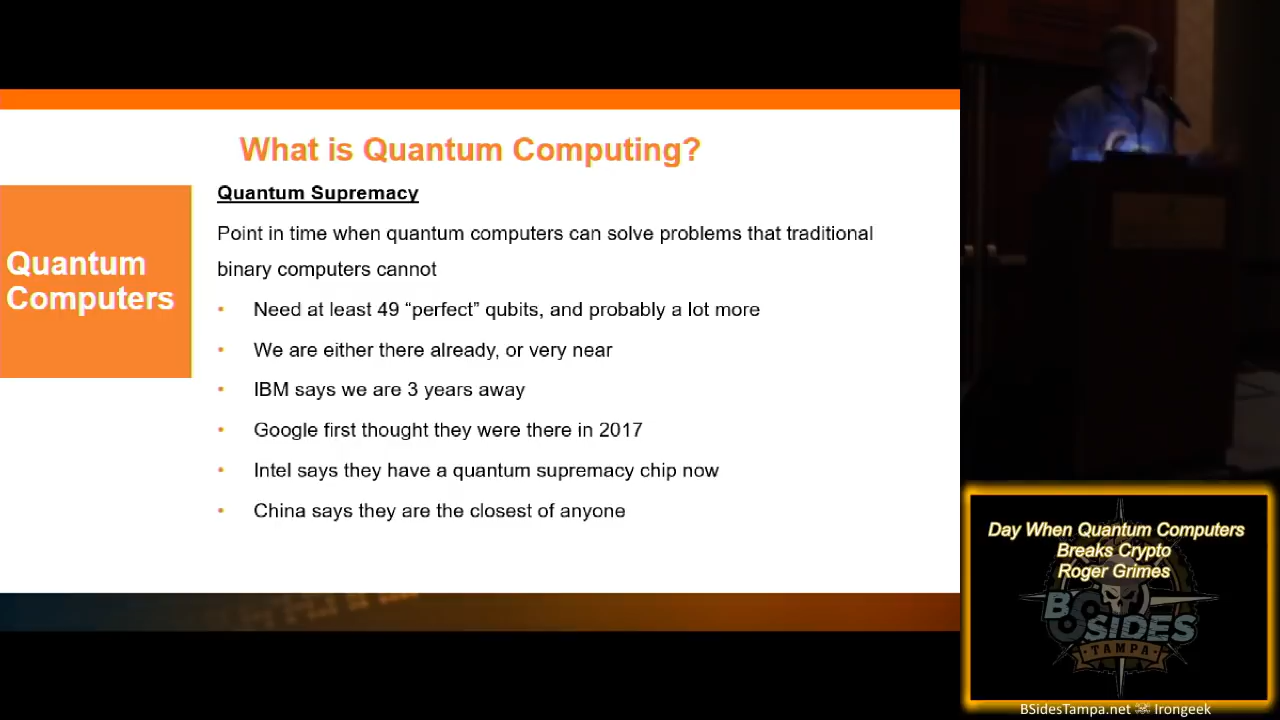 What is Quantum Computing?
Quantum Computers
Quantum Supremacy
Point in time when quantum computers can solve problems that traditional
binary computers cannot
• Need at least 49 “perfect” qubits, and probably a lot more
• We are either there already, or very near
• IBM says we are 3 years away
• Google first thought they were there in 2017
• Intel says they have a quantum supremacy chip now
• China says they are the closest of anyone
Day When Quantum Computers
Breaks Crypto
Roger Grimes
BSIDES
TAMPA
BSidesTampa.net ☠ Irongeek